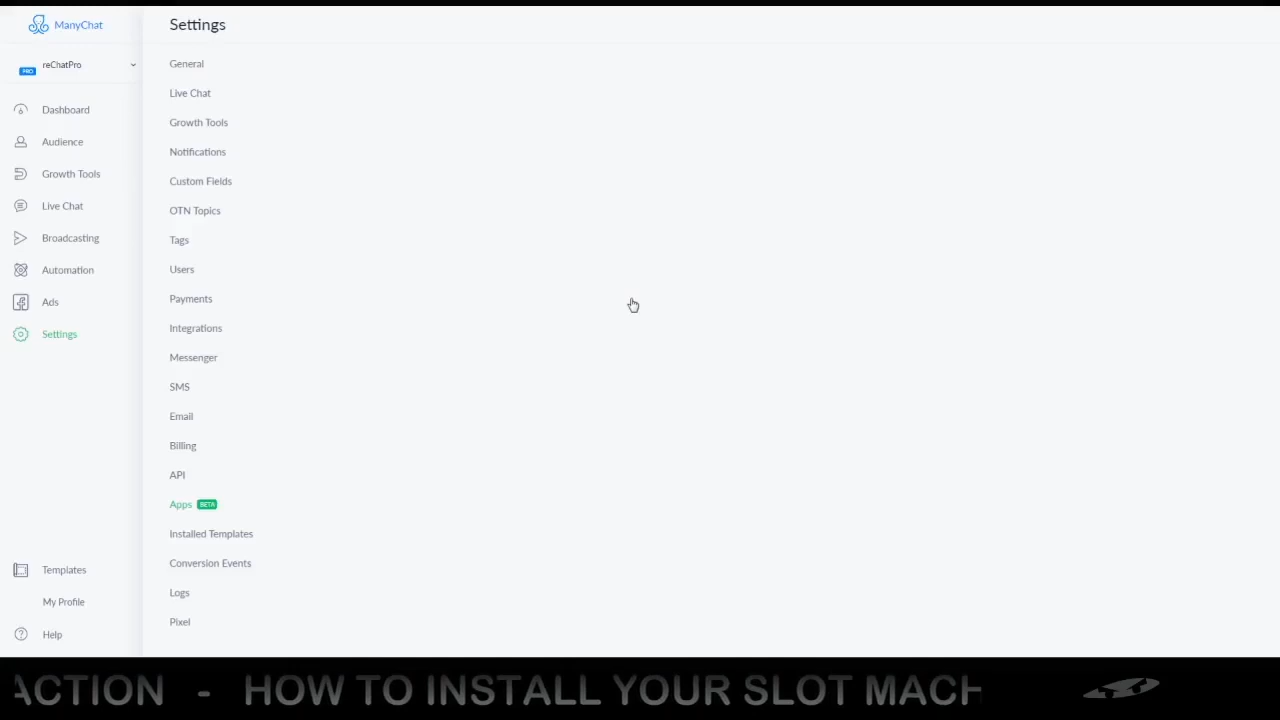 ManyChat
reChatPro
PRO
Dashboard
Audience
Growth Tools
Live Chat
Broadcasting
Automation
Ads
Settings
Templates
My Profile
Help
Settings
General
Live Chat
Growth Tools
Notifications
Custom Fields
OTN Topics
Tags
Users
Payments
Integrations
Messenger
SMS
Email
Billing
API
Apps BETA
Installed Templates
Conversion Events
Logs
Pixel
ACTION - HOW TO INSTALL YOUR SLOT MACH